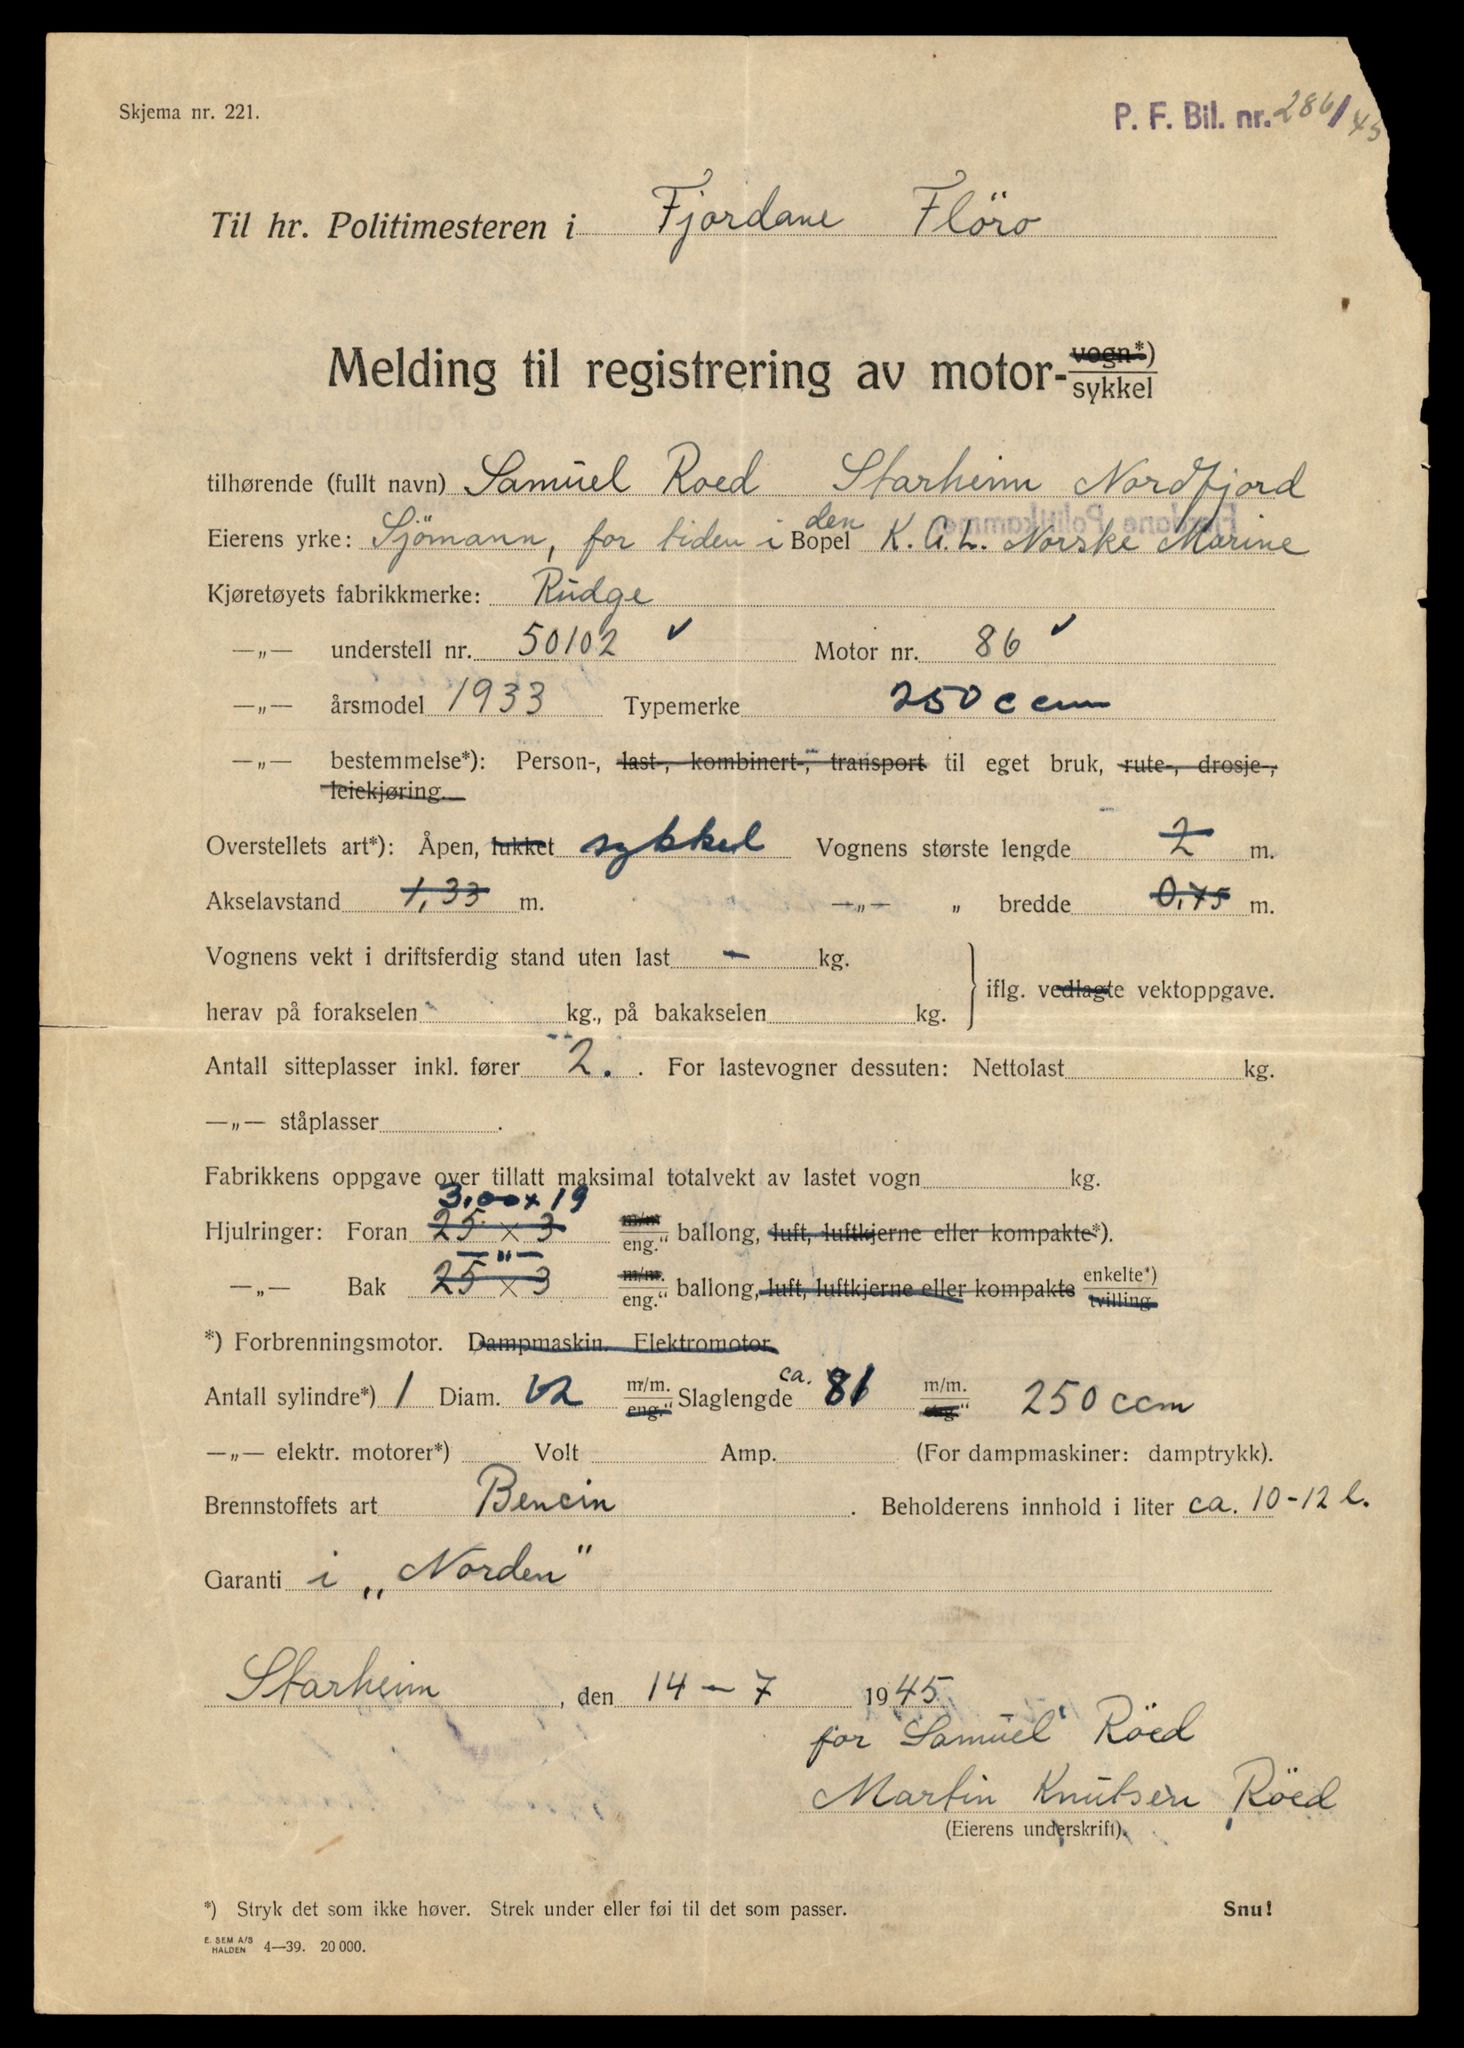 Skjema nr. 221.
P. F. Bil. nr. 286/45
Til hr. Politimesteren i Fjordane Flöro
Melding til registrering av motor-vogn*)
sykkel
tilhørende (fullt navn) Samuel Roed Starheim Nordfjord
Eierens yrke: Sjömann, for tiden i Bopel den K. G. L. Norske Marine
Kjøretøyets fabrikkmerke: Rudge
—„— understell nr. 50102 ✓ Motor nr. 86 ✓
—„— årsmodel 1933 Typemerke 250 ccm
—„— bestemmelse*): Person-, last-, kombinert-, transport til eget bruk, rute-, drosje-,
leiekjøring.
Overstellets art*): Åpen, lukket sykkel Vognens største lengde 2 m.
Akselavstand 1,33 m. —„— „ bredde 0,75 m.
Vognens vekt i driftsferdig stand uten last - kg.
herav på forakselen kg., på bakakselen kg. iflg. vedlagte vektoppgave.
Antall sitteplasser inkl. fører 2. . For lastevogner dessuten: Nettolast kg.
—„— ståplasser .
Fabrikkens oppgave over tillatt maksimal totalvekt av lastet vogn kg.
3,00 x 19
Hjulringer: Foran 25 x 3 m/m eng.“ ballong, luft, luftkjerne eller kompakte*).
— " —
—„— Bak 25 x 3 m/m. eng.“ ballong, luft, luftkjerne eller kompakte enkelte*) tvilling
*) Forbrenningsmotor. Dampmaskin. Elektromotor.
Antall sylindre*) 1 Diam. 62 m/m. eng.“ Slaglengde ca. 81 m/m. eng.“ 250 ccm
—„— elektr. motorer*) Volt Amp. (For dampmaskiner: damptrykk).
Brennstoffets art Bencin . Beholderens innhold i liter ca. 10-12 l.
Garanti i „Norden"
Starheim, den 14 - 7 1945
for Samuel Röed
Martin Knutsen Röed
(Eierens underskrift).
*) Stryk det som ikke høver. Strek under eller føi til det som passer. Snu!
E. SEM A/S
HALDEN 4—39. 20 000.